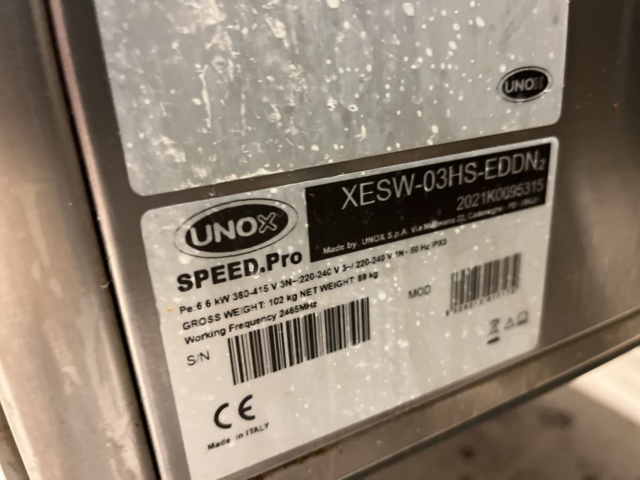 UNOX
UNOX
SPEED.Pro
XESW-03HS-EDDN2
2021K0095315
Made by UNOX S.p.A. Via
Pe:6.6 kW 380-415 V 3N~ 220-240 V 3~/ 220-240 V 1N~ 50 Hz IPX3
GROSS WEIGHT: 102 kg NET WEIGHT: 89 kg
Working Frequency 2465MHz
S/N
MOD
CE
Made in ITALY